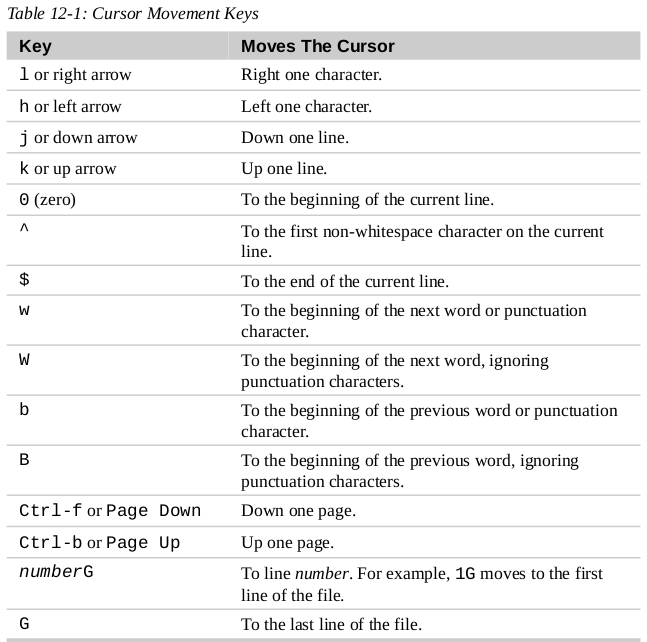 Table 12-1: Cursor Movement Keys
Key Moves The Cursor
l or right arrow Right one character.
h or left arrow Left one character.
j or down arrow Down one line.
k or up arrow Up one line.
0 (zero) To the beginning of the current line.
^ To the first non-whitespace character on the current
line.
$ To the end of the current line.
w To the beginning of the next word or punctuation
character.
W To the beginning of the next word, ignoring
punctuation characters.
b To the beginning of the previous word or punctuation
character.
B To the beginning of the previous word, ignoring
punctuation characters.
Ctrl-f or Page Down Down one page.
Ctrl-b or Page Up Up one page.
numberG To line number. For example, 1G moves to the first
line of the file.
G To the last line of the file.